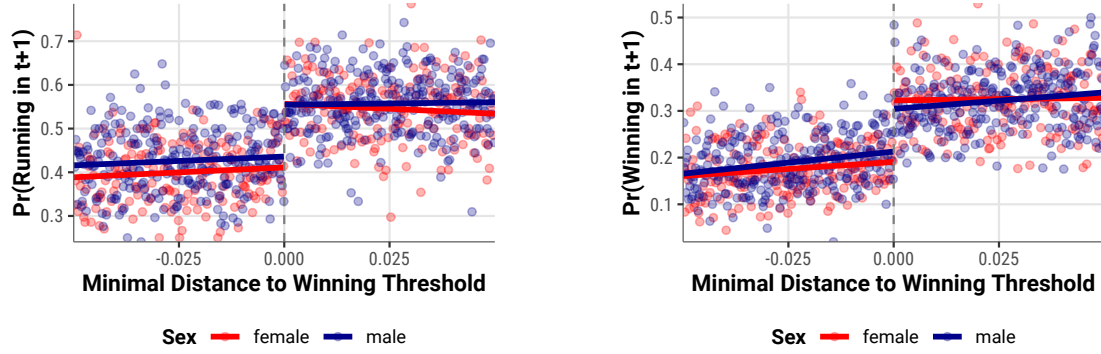 Pr(Running in t+1)
0.7
0.6
0.5
0.4
0.3
-0.025 0.000 0.025
Minimal Distance to Winning Threshold
Sex female male
Pr(Winning in t+1)
0.5
0.4
0.3
0.2
0.1
-0.025 0.000 0.025
Minimal Distance to Winning Threshold
Sex female male